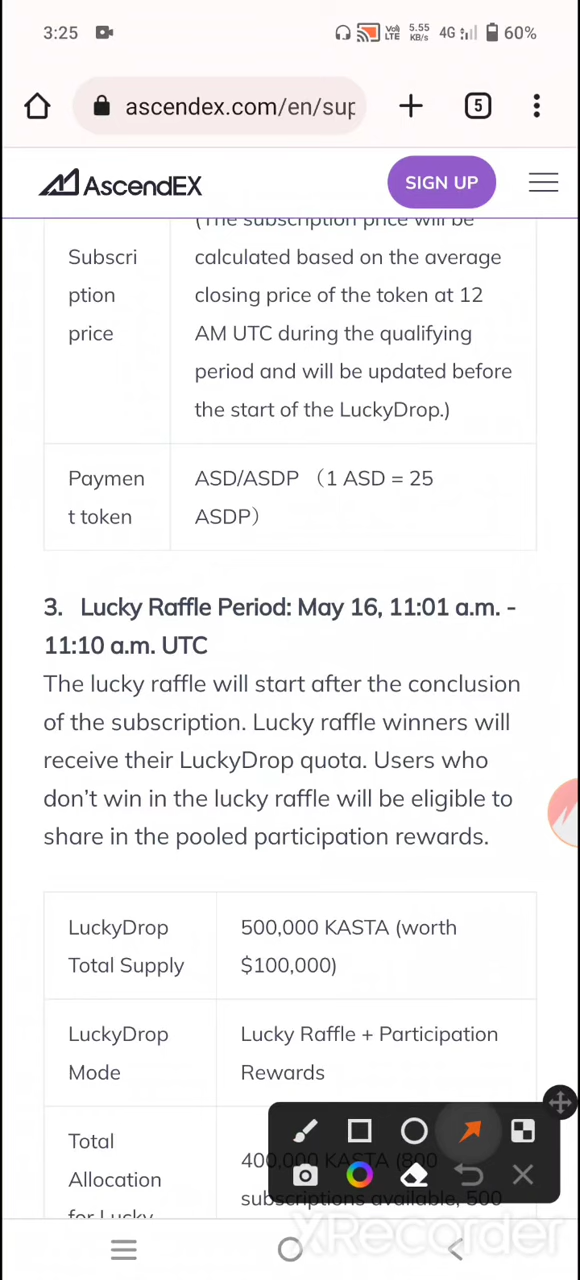 3:25
Vo) LTE 5.55 KB/s 4G 60%
ascendex.com/en/sup
5
AscendEX
SIGN UP
(The subscription price will be
Subscri
ption
price
calculated based on the average
closing price of the token at 12
AM UTC during the qualifying
period and will be updated before
the start of the LuckyDrop.)
Paymen
t token
ASD/ASDP （1 ASD = 25
ASDP）
3. Lucky Raffle Period: May 16, 11:01 a.m. -
11:10 a.m. UTC
The lucky raffle will start after the conclusion
of the subscription. Lucky raffle winners will
receive their LuckyDrop quota. Users who
don’t win in the lucky raffle will be eligible to
share in the pooled participation rewards.
LuckyDrop
Total Supply
500,000 KASTA (worth
$100,000)
LuckyDrop
Mode
Lucky Raffle + Participation
Rewards
Total
Allocation
for Lucky
400,000 KASTA (800
subscriptions available, 500
XRecorder